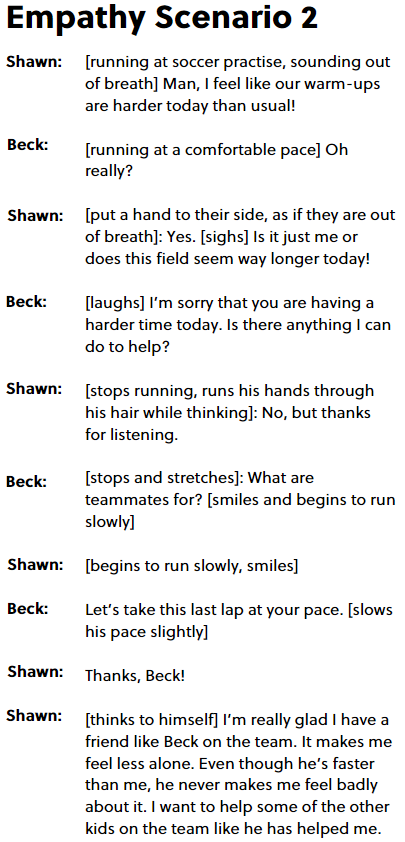 Empathy Scenario 2
Shawn: [running at soccer practise, sounding out
of breath] Man, I feel like our warm-ups
are harder today than usual!
Beck: [running at a comfortable pace] Oh
really?
Shawn: [put a hand to their side, as if they are out
of breath]: Yes. [sighs] Is it just me or
does this field seem way longer today!
Beck: [laughs] I’m sorry that you are having a
harder time today. Is there anything I can
do to help?
Shawn: [stops running, runs his hands through
his hair while thinking]: No, but thanks
for listening.
Beck: [stops and stretches]: What are
teammates for? [smiles and begins to run
slowly]
Shawn: [begins to run slowly, smiles]
Beck: Let’s take this last lap at your pace. [slows
his pace slightly]
Shawn: Thanks, Beck!
Shawn: [thinks to himself] I’m really glad I have a
friend like Beck on the team. It makes me
feel less alone. Even though he’s faster
than me, he never makes me feel badly
about it. I want to help some of the other
kids on the team like he has helped me.